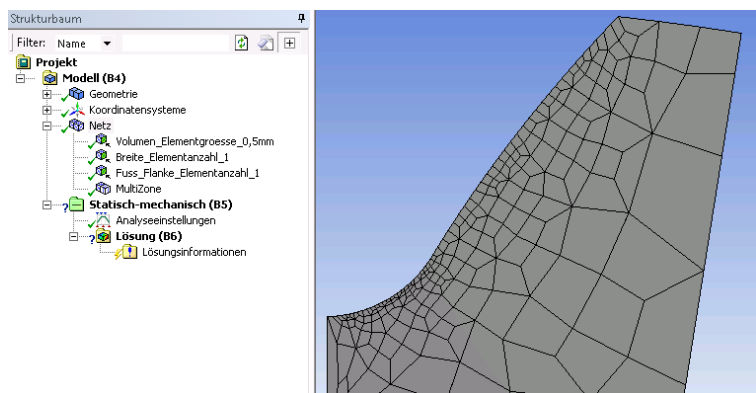 Strukturbaum
Filter: Name
Projekt
Modell (B4)
Geometrie
Koordinatensysteme
Netz
Volumen_Elementgroesse_0,5mm
Breite_Elementanzahl_1
Fuss_Flanke_Elementanzahl_1
MultiZone
Statisch-mechanisch (B5)
Analyseeinstellungen
Lösung (B6)
Lösungsinformationen